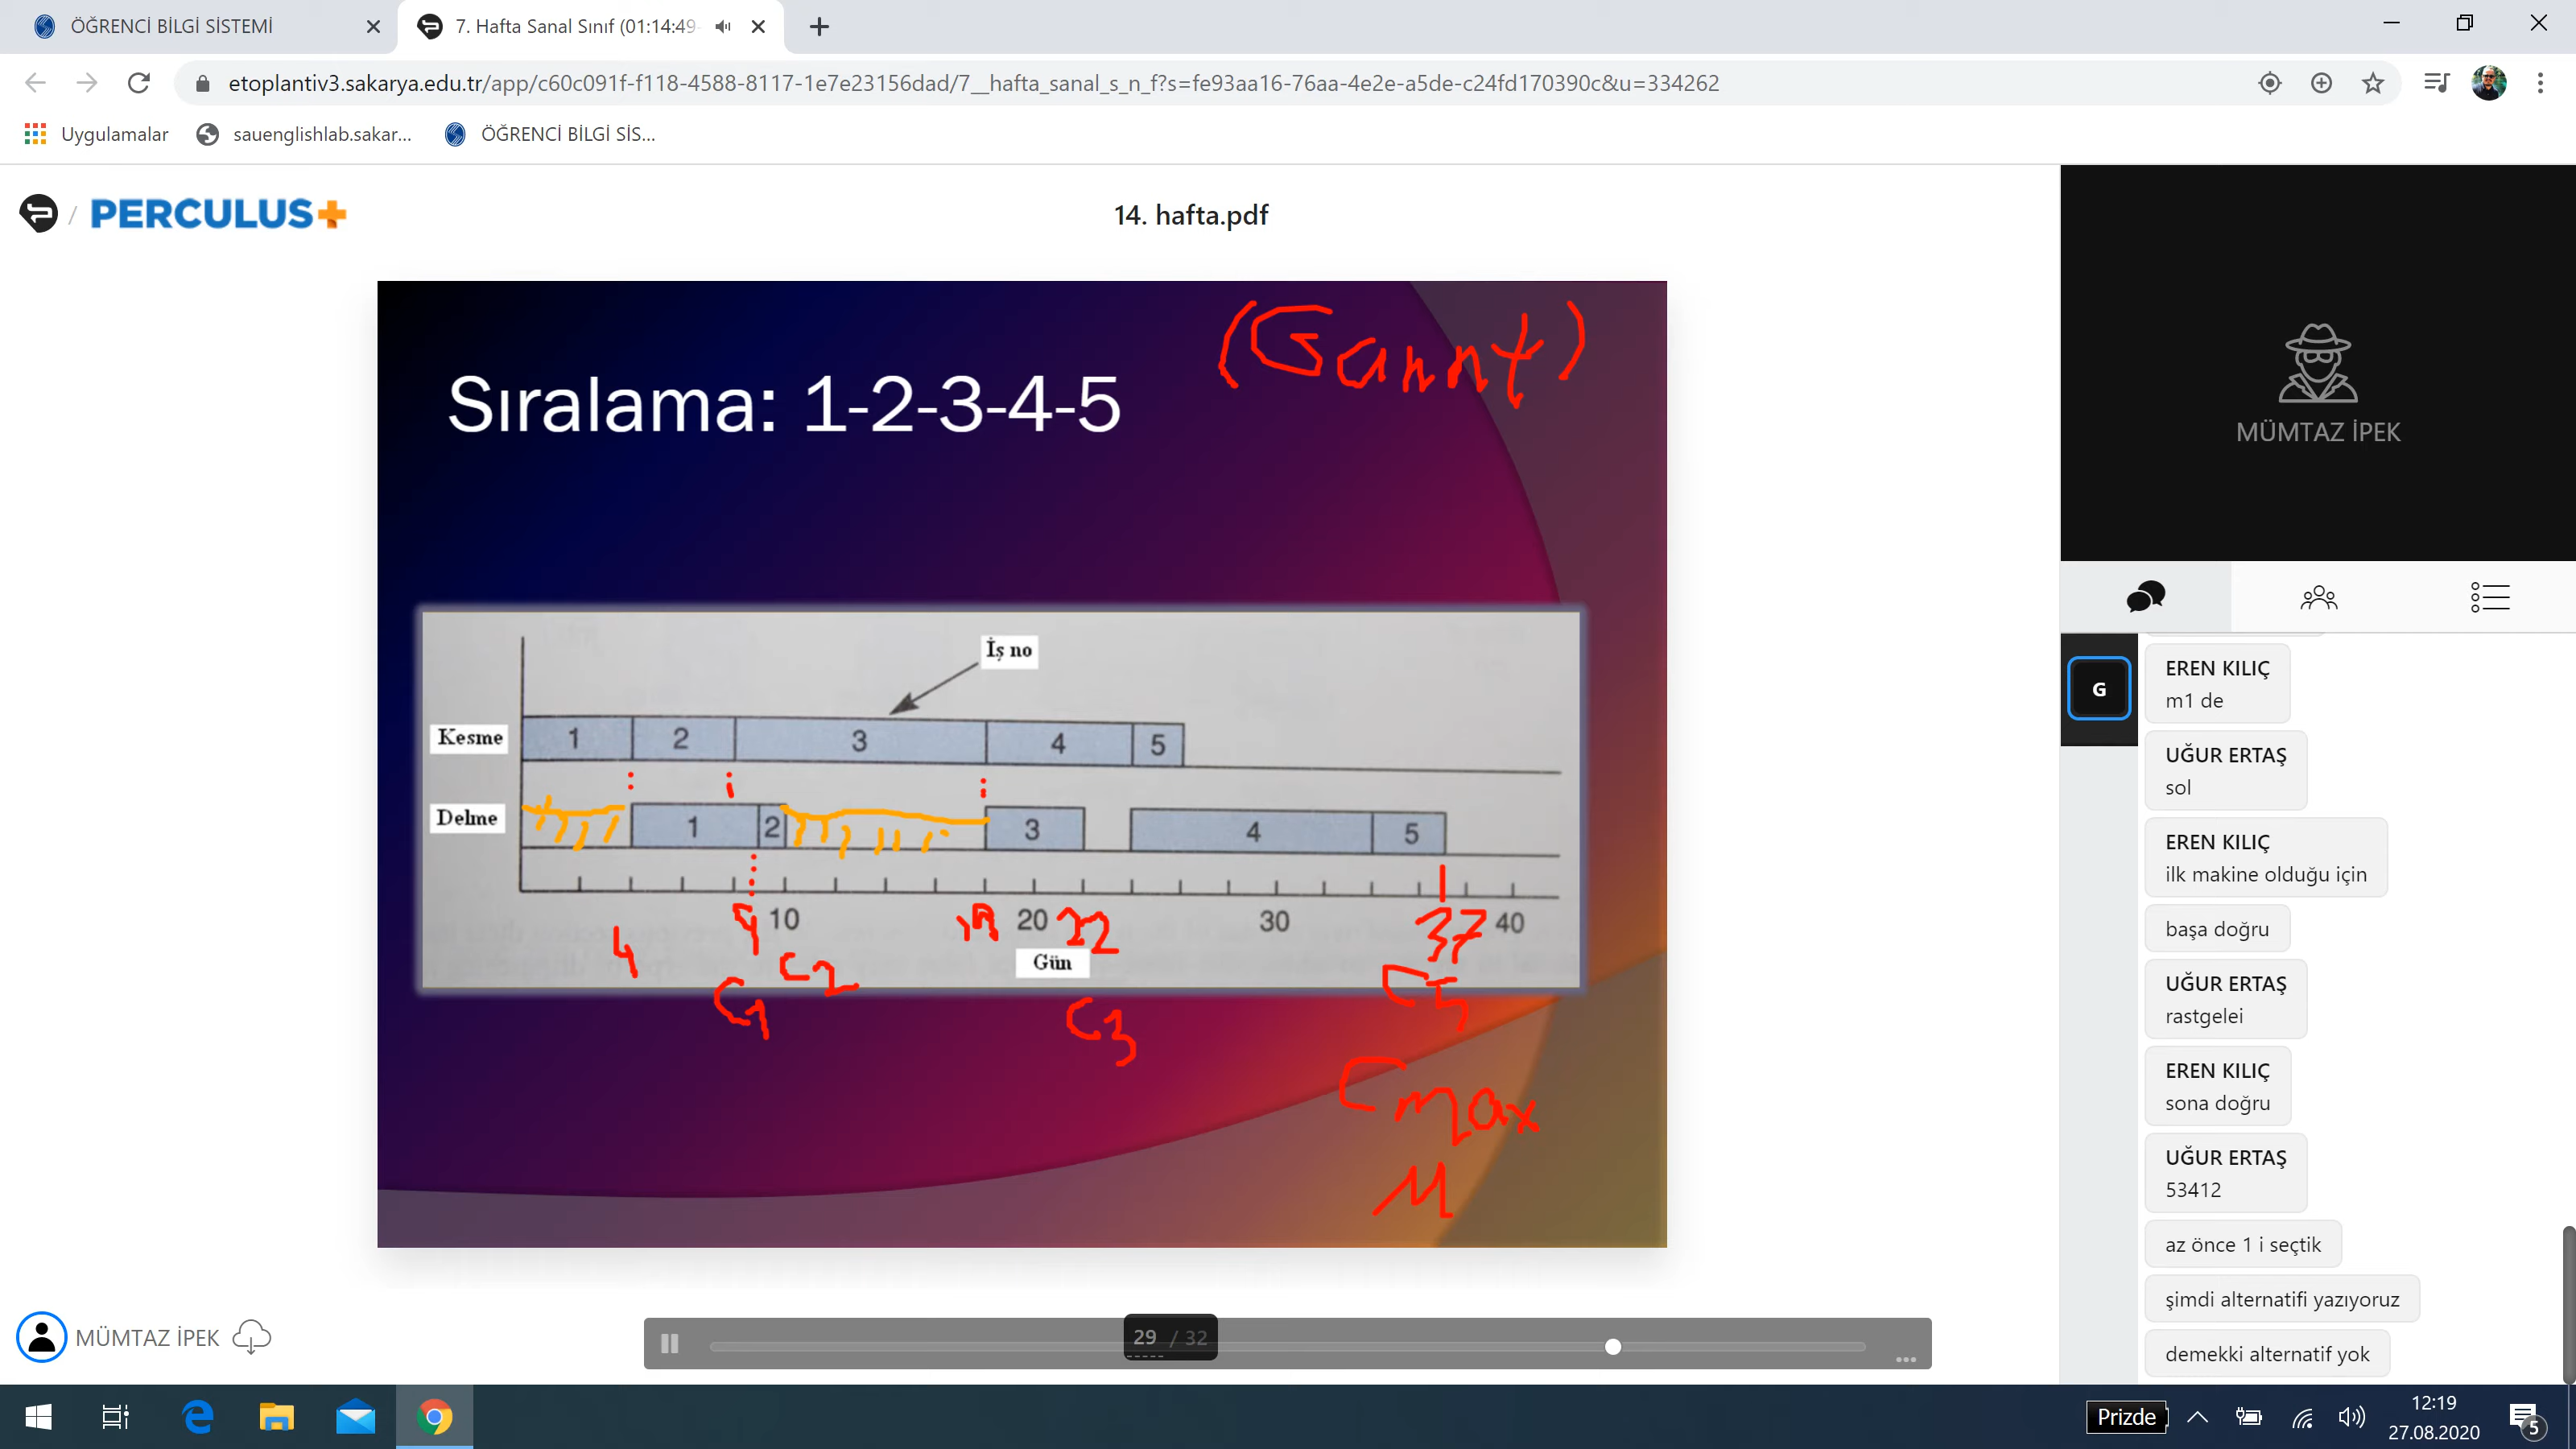 ÖĞRENCİ BİLGİ SİSTEMİ
7. Hafta Sanal Sınıf (01:14:49-
etoplantiv3.sakarya.edu.tr/app/c60c091f-f118-4588-8117-1e7e23156dad/7__hafta_sanal_s_n_f?s=fe93aa16-76aa-4e2e-a5de-c24fd170390c&u=334262
Uygulamalar
sauenglishlab.sakar...
ÖĞRENCİ BİLGİ SİS...
/ PERCULUS+
14. hafta.pdf
(Gannt)
Sıralama: 1-2-3-4-5
İş no
Kesme 1 2 3 4 5
Delme 1 2 3 4 5
10 20 30 40
4 9 22 37
Gün
C1 C2 C3 C5
Cmax
M
MÜMTAZ İPEK
G
EREN KILIÇ
m1 de
UĞUR ERTAŞ
sol
EREN KILIÇ
ilk makine olduğu için
başa doğru
UĞUR ERTAŞ
rastgelei
EREN KILIÇ
sona doğru
UĞUR ERTAŞ
53412
az önce 1 i seçtik
şimdi alternatifi yazıyoruz
demekki alternatif yok
MÜMTAZ İPEK
29 / 32
Prizde
12:19
27.08.2020
5